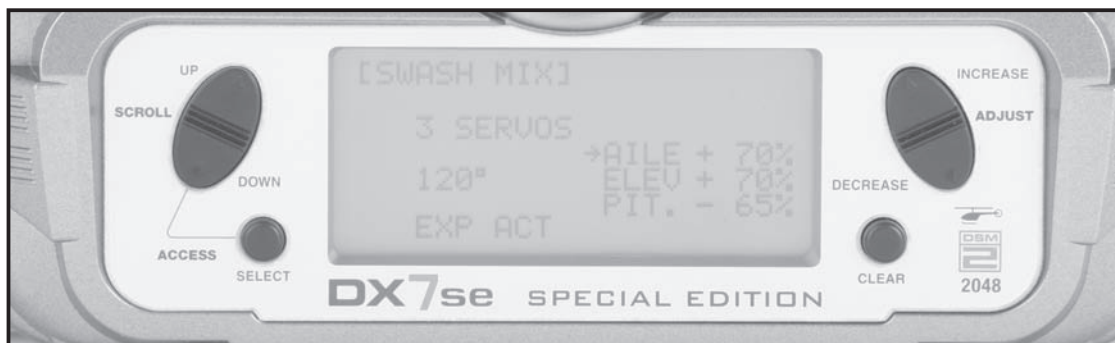 UP
SCROLL
DOWN
ACCESS
SELECT
[SWASH MIX]
3 SERVOS
→AILE + 70%
120° ELEV + 70%
PIT. - 65%
EXP ACT
INCREASE
ADJUST
DECREASE
CLEAR
DSM
2
2048
DX7se SPECIAL EDITION